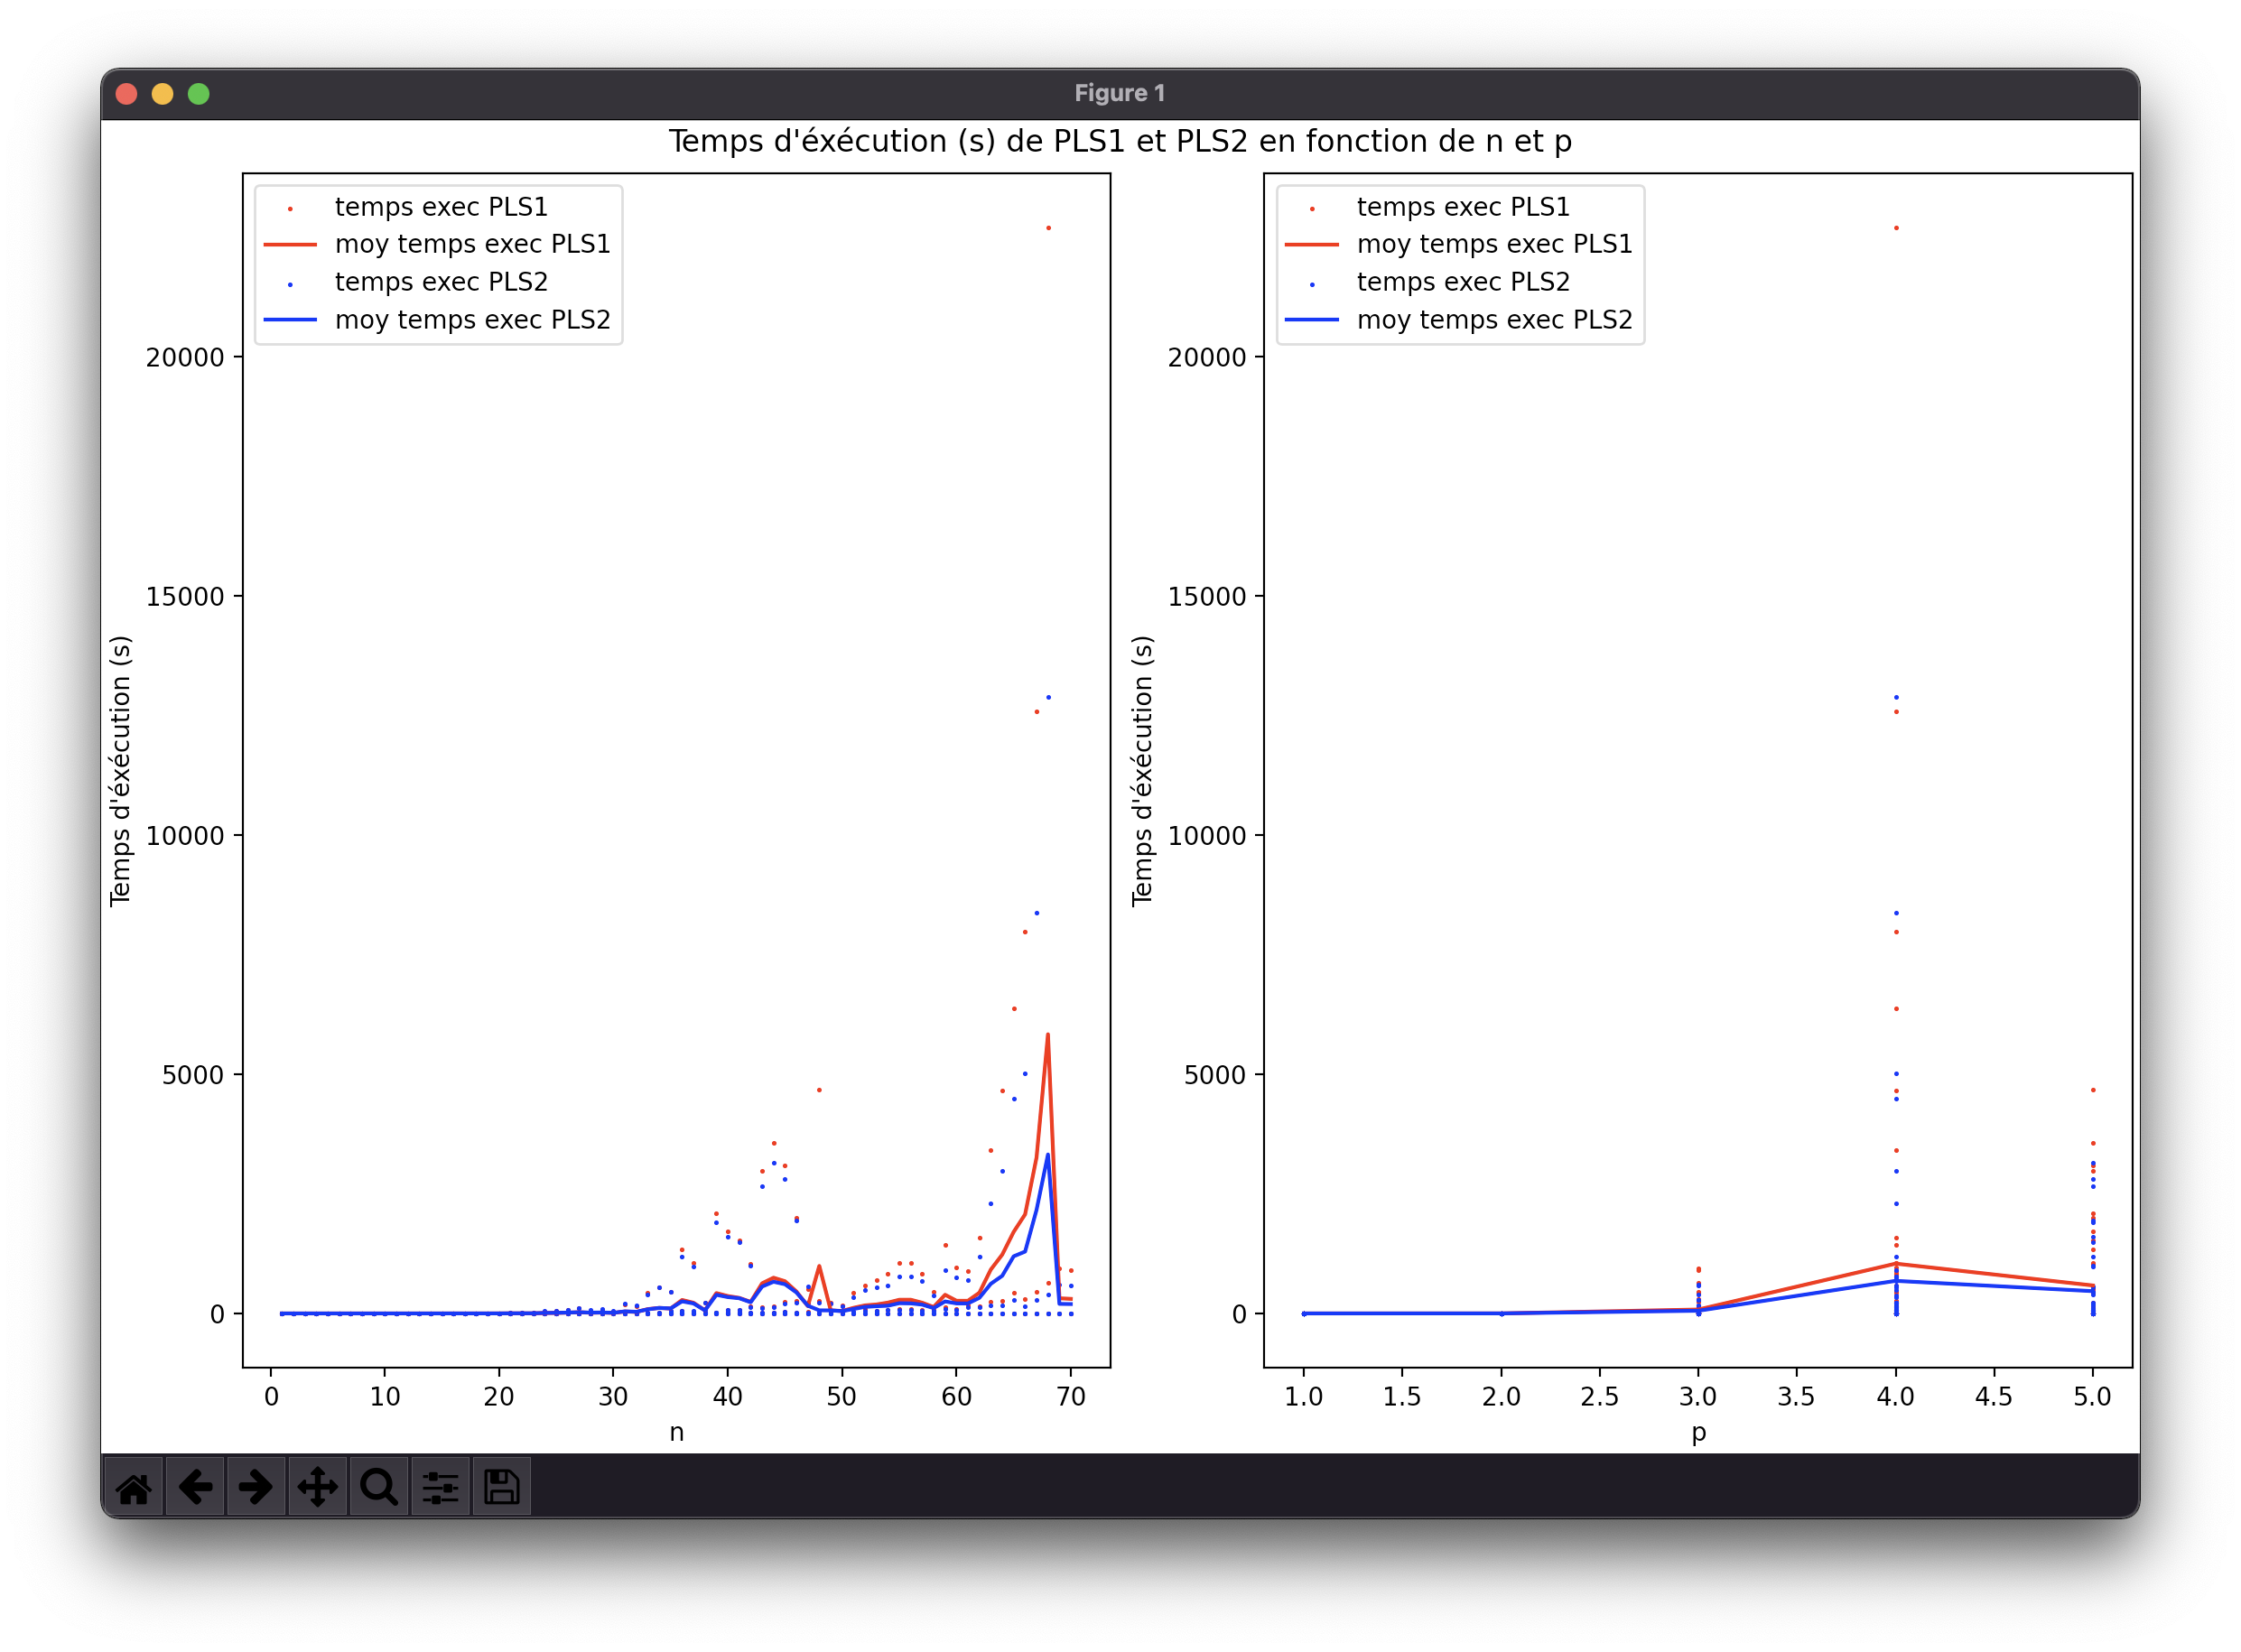 Figure 1
Temps d'éxécution (s) de PLS1 et PLS2 en fonction de n et p
temps exec PLS1
moy temps exec PLS1
temps exec PLS2
moy temps exec PLS2
20000
15000
10000
5000
0
Temps d'éxécution (s)
0 10 20 30 40 50 60 70
n
temps exec PLS1
moy temps exec PLS1
temps exec PLS2
moy temps exec PLS2
20000
15000
10000
5000
0
Temps d'éxécution (s)
1.0 1.5 2.0 2.5 3.0 3.5 4.0 4.5 5.0
p